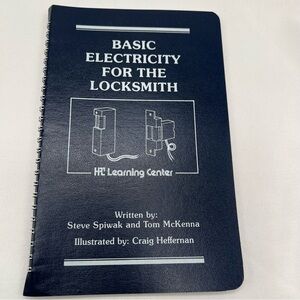 BASIC
ELECTRICITY
FOR THE
LOCKSMITH
HPC Learning Center
Written by:
Steve Spiwak and Tom McKenna
Illustrated by: Craig Heffernan